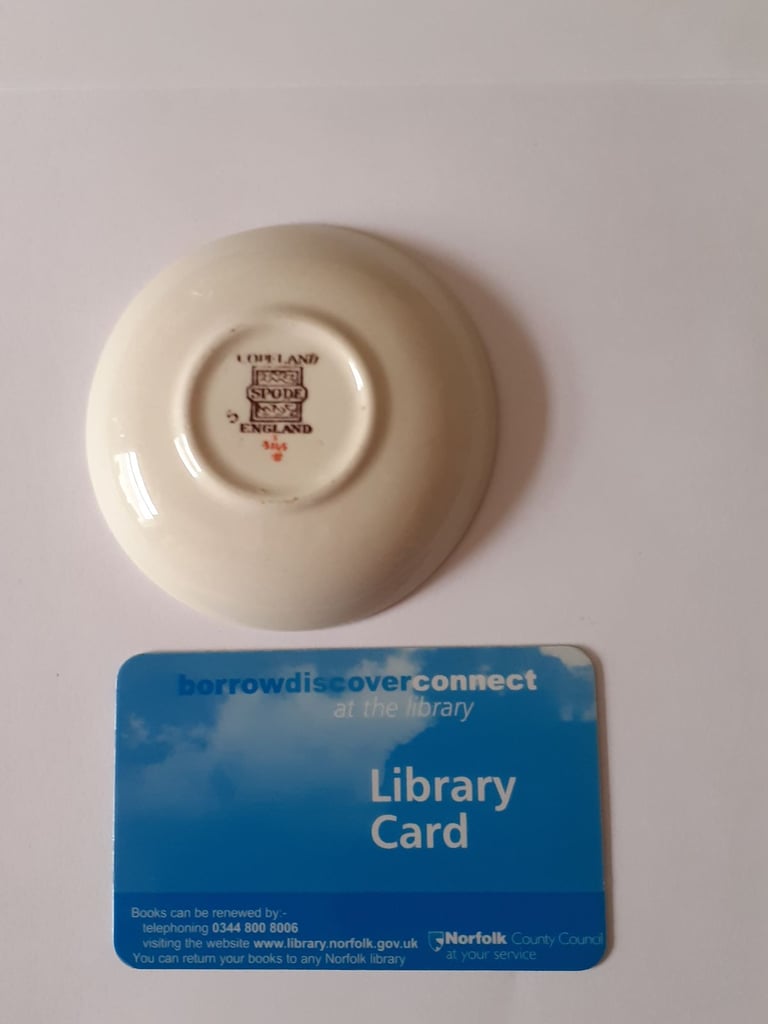 COPELAND
SPODE
ENGLAND
borrowdiscoverconnect
at the library
Library
Card
Books can be renewed by:-
telephoning 0344 800 8006
visiting the website www.library.norfolk.gov.uk
You can return your books to any Norfolk library
Norfolk County Council
at your service